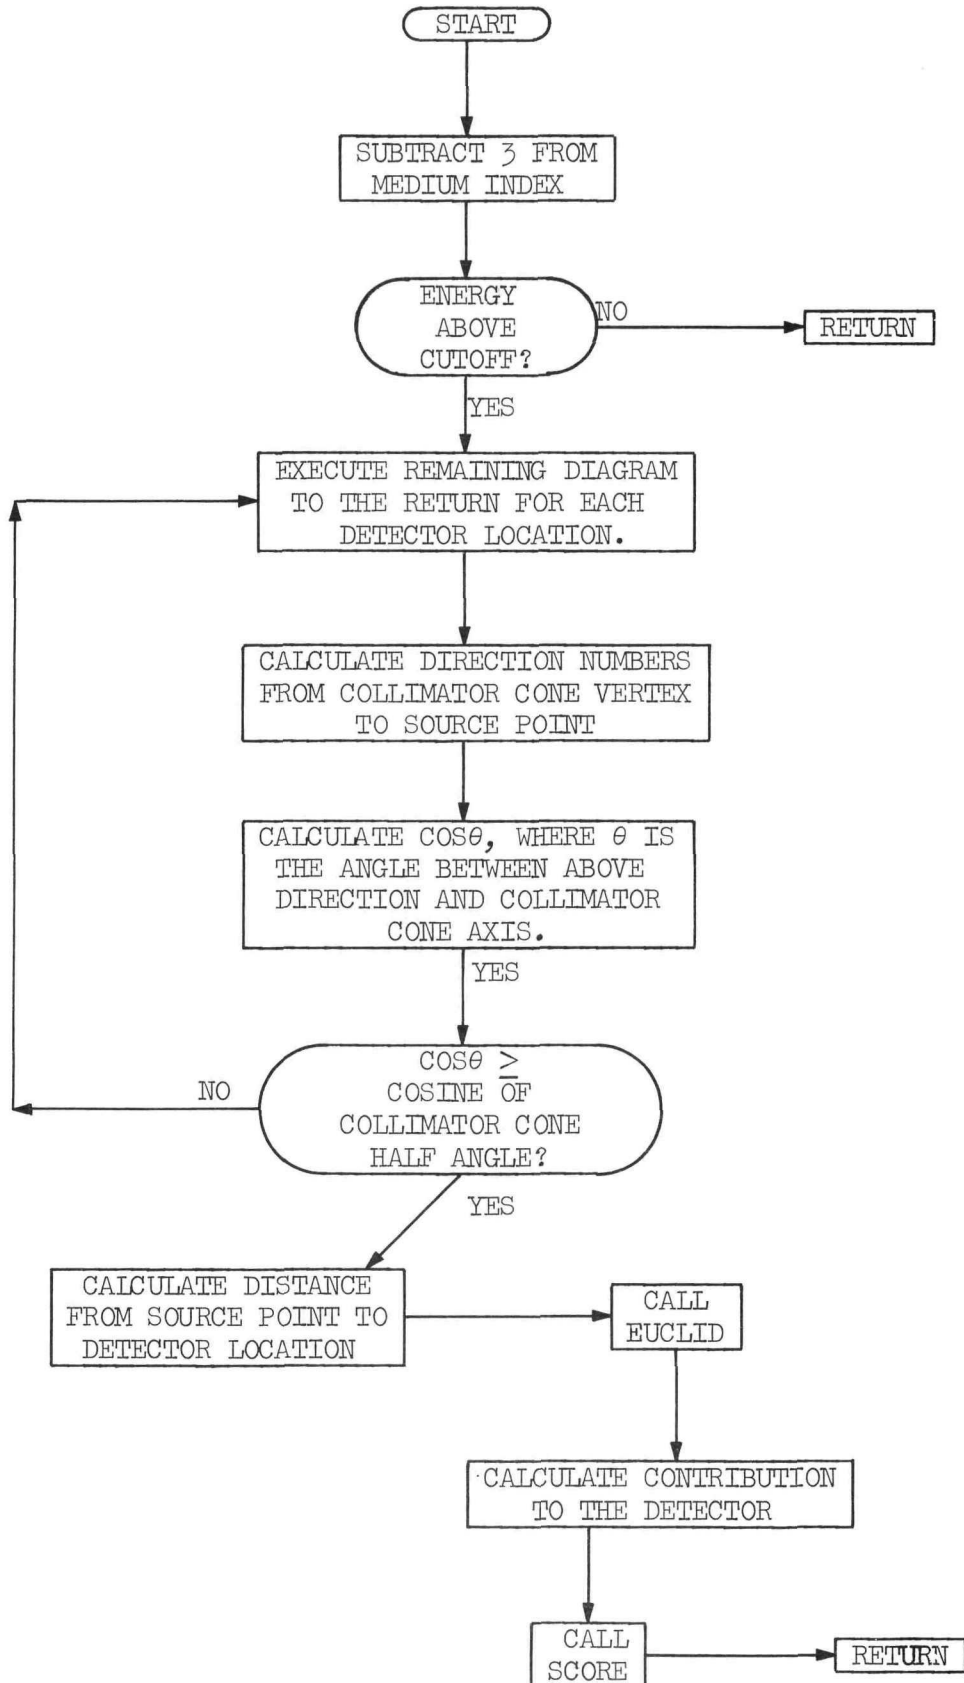 START
SUBTRACT 3 FROM
MEDIUM INDEX
ENERGY
ABOVE
CUTOFF?
NO
RETURN
YES
EXECUTE REMAINING DIAGRAM
TO THE RETURN FOR EACH
DETECTOR LOCATION.
CALCULATE DIRECTION NUMBERS
FROM COLLIMATOR CONE VERTEX
TO SOURCE POINT
CALCULATE COSθ, WHERE θ IS
THE ANGLE BETWEEN ABOVE
DIRECTION AND COLLIMATOR
CONE AXIS.
YES
COSθ ≥
COSINE OF
COLLIMATOR CONE
HALF ANGLE?
NO
YES
CALCULATE DISTANCE
FROM SOURCE POINT TO
DETECTOR LOCATION
CALL
EUCLID
CALCULATE CONTRIBUTION
TO THE DETECTOR
CALL
SCORE
RETURN